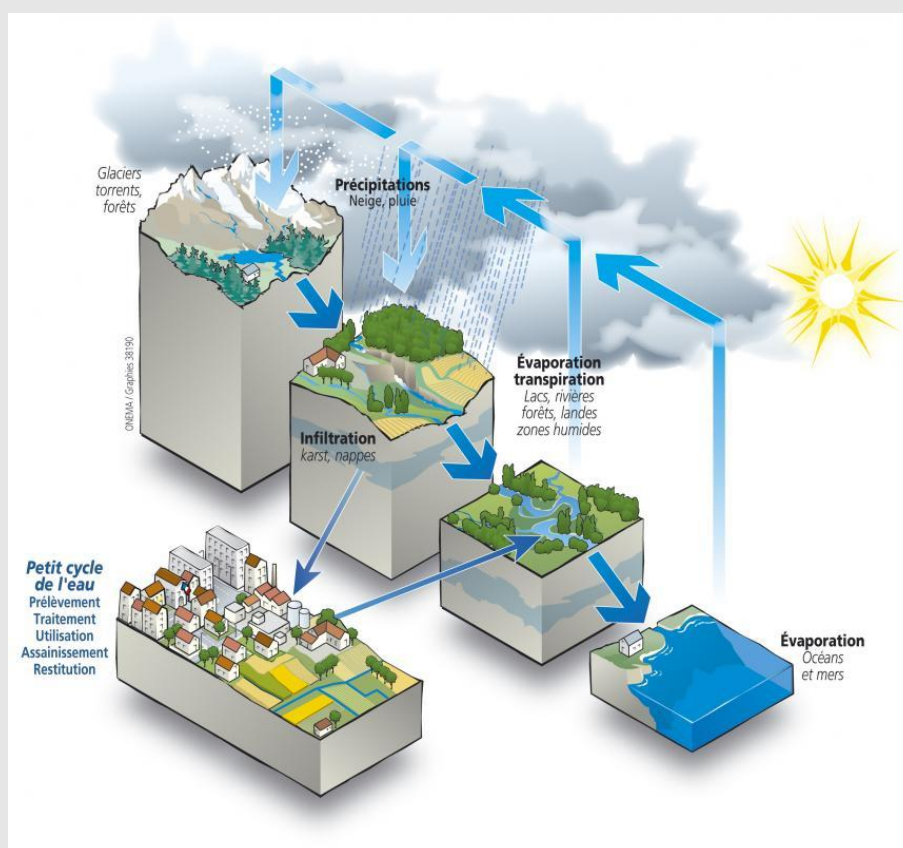 Glaciers
torrents,
forêts
Précipitations
Neige, pluie
ONEMA / Graphies 38190
Évaporation
transpiration
Lacs, rivières
forêts, landes
zones humides
Infiltration
karst, nappes
Petit cycle
de l'eau
Prélèvement
Traitement
Utilisation
Assainissement
Restitution
Évaporation
Océans
et mers